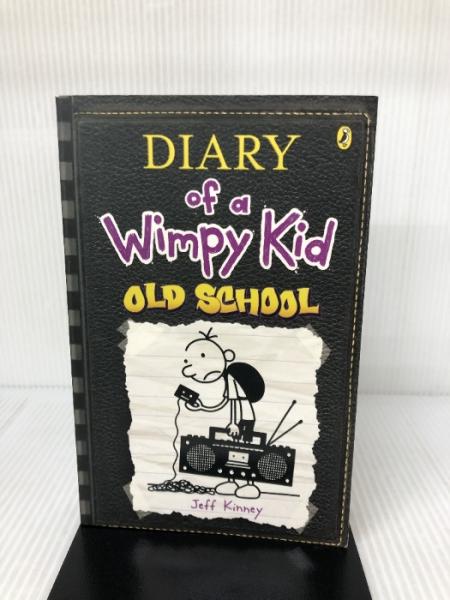 DIARY
of a
Wimpy Kid
OLD SCHOOL
Jeff Kinney